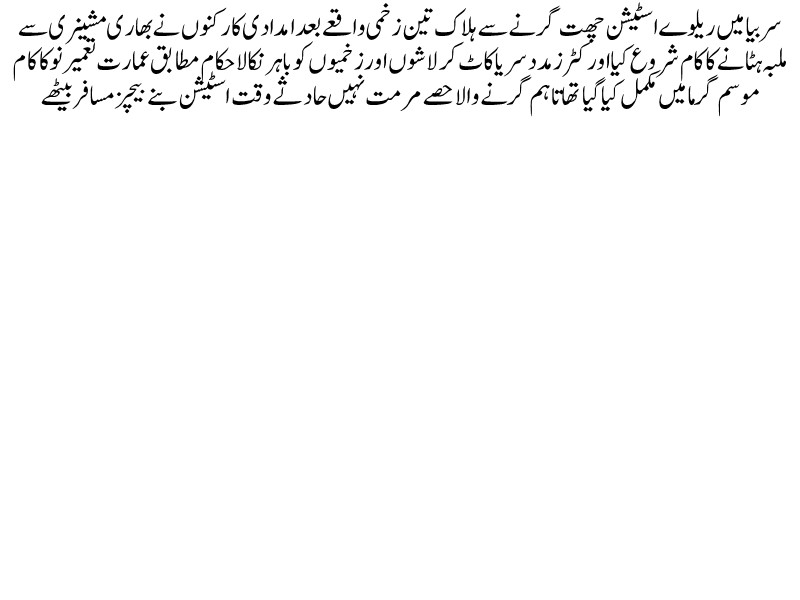 سربیا میں ریلوے اسٹیشن چھت گرنے سے ہلاک تین زخمی واقعے بعد امدادی کارکنوں نے بھاری مشینری سے
ملبہ ہٹانے کا کام شروع کیا اور کٹرز مدد سریا کاٹ کر لاشوں اور زخمیوں کو باہر نکالا حکام مطابق عمارت تعمیر نو کا کام
موسم گرما میں مکمل کیا گیا تھا تاہم گرنے والا حصے مرمت نہیں حادثے وقت اسٹیشن بنے بیچز مسافر بیٹھے